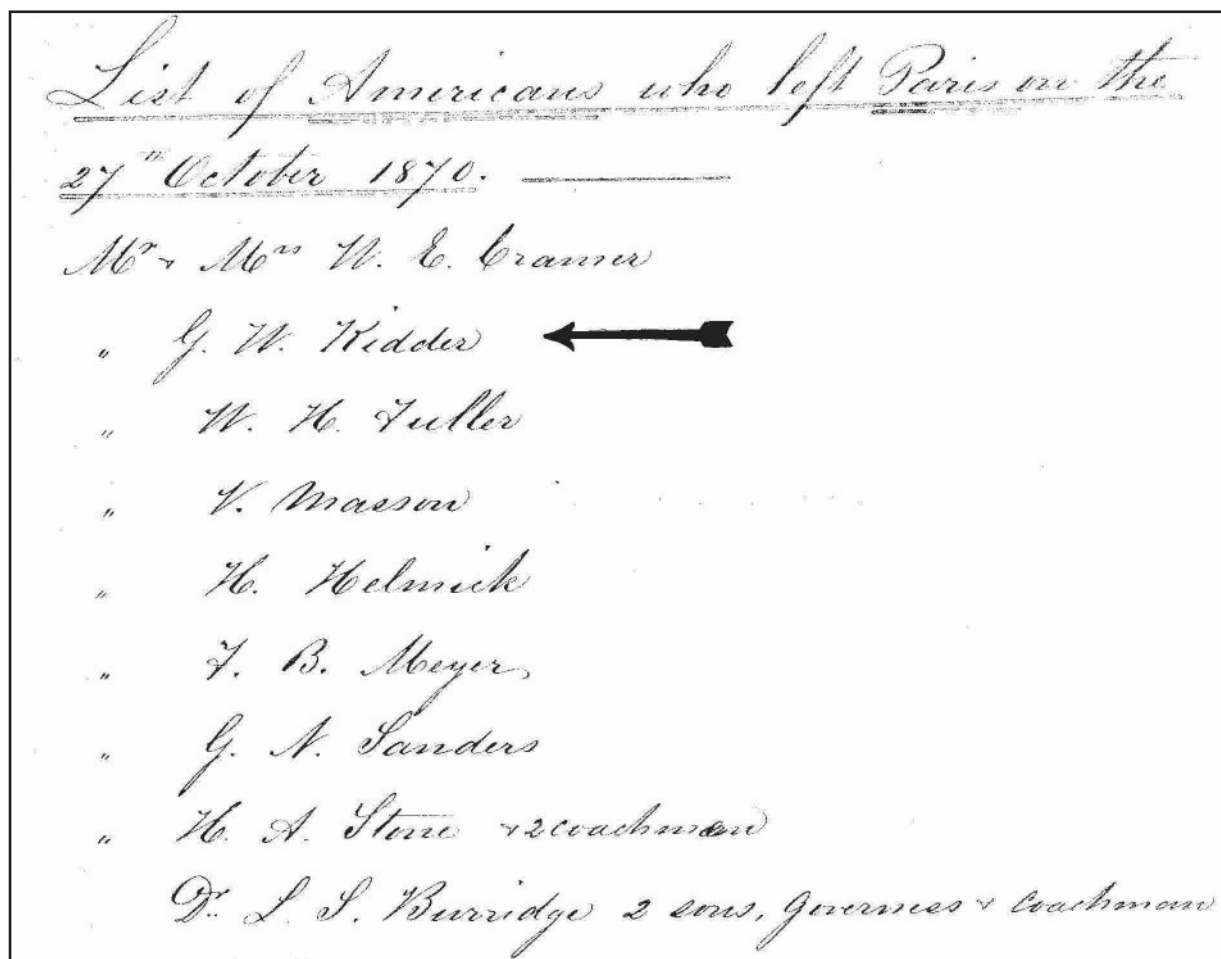 List of Americans who left Paris on the
27th October 1870.
Mr & Mrs W. E. Cramer
" G. W. Kidder
" W. H. Fuller
" V. Masson
" H. Helmick
" F. B. Meyer
" G. N. Sanders
" H. A. Stone & 2 coachman
Dr. L. S. Burridge 2 sons, Governess & Coachman